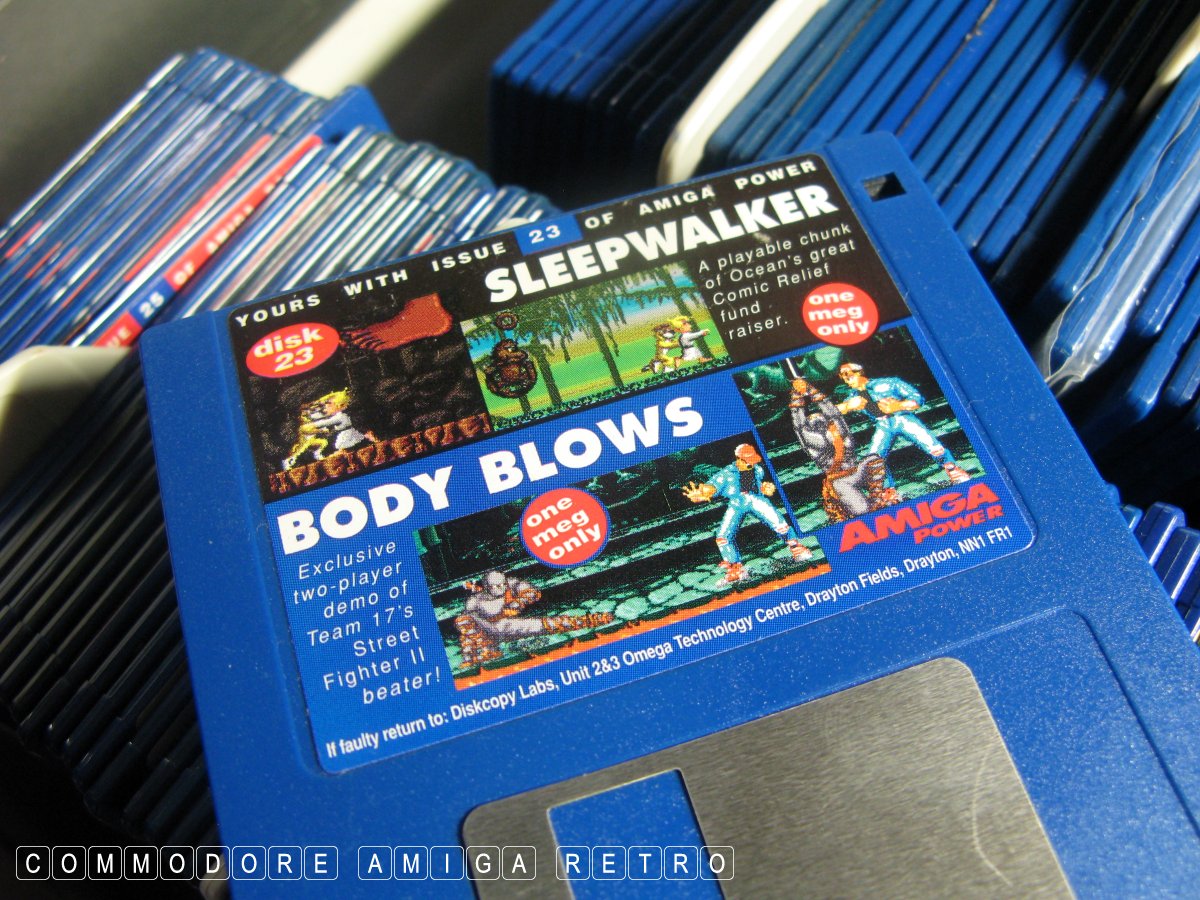 YOURS WITH ISSUE 23 OF AMIGA POWER
disk
23
SLEEPWALKER
A playable chunk
of Ocean's great
Comic Relief
fund
raiser.
one
meg
only
BODY BLOWS
Exclusive
two-player
demo of
Team 17's
Street
Fighter II
beater!
one
meg
only
AMIGA
POWER
If faulty return to: Diskcopy Labs, Unit 2&3 Omega Technology Centre, Drayton Fields, Drayton, NN1 FR1
25 OF AMIGA
COMMODORE AMIGA RETRO